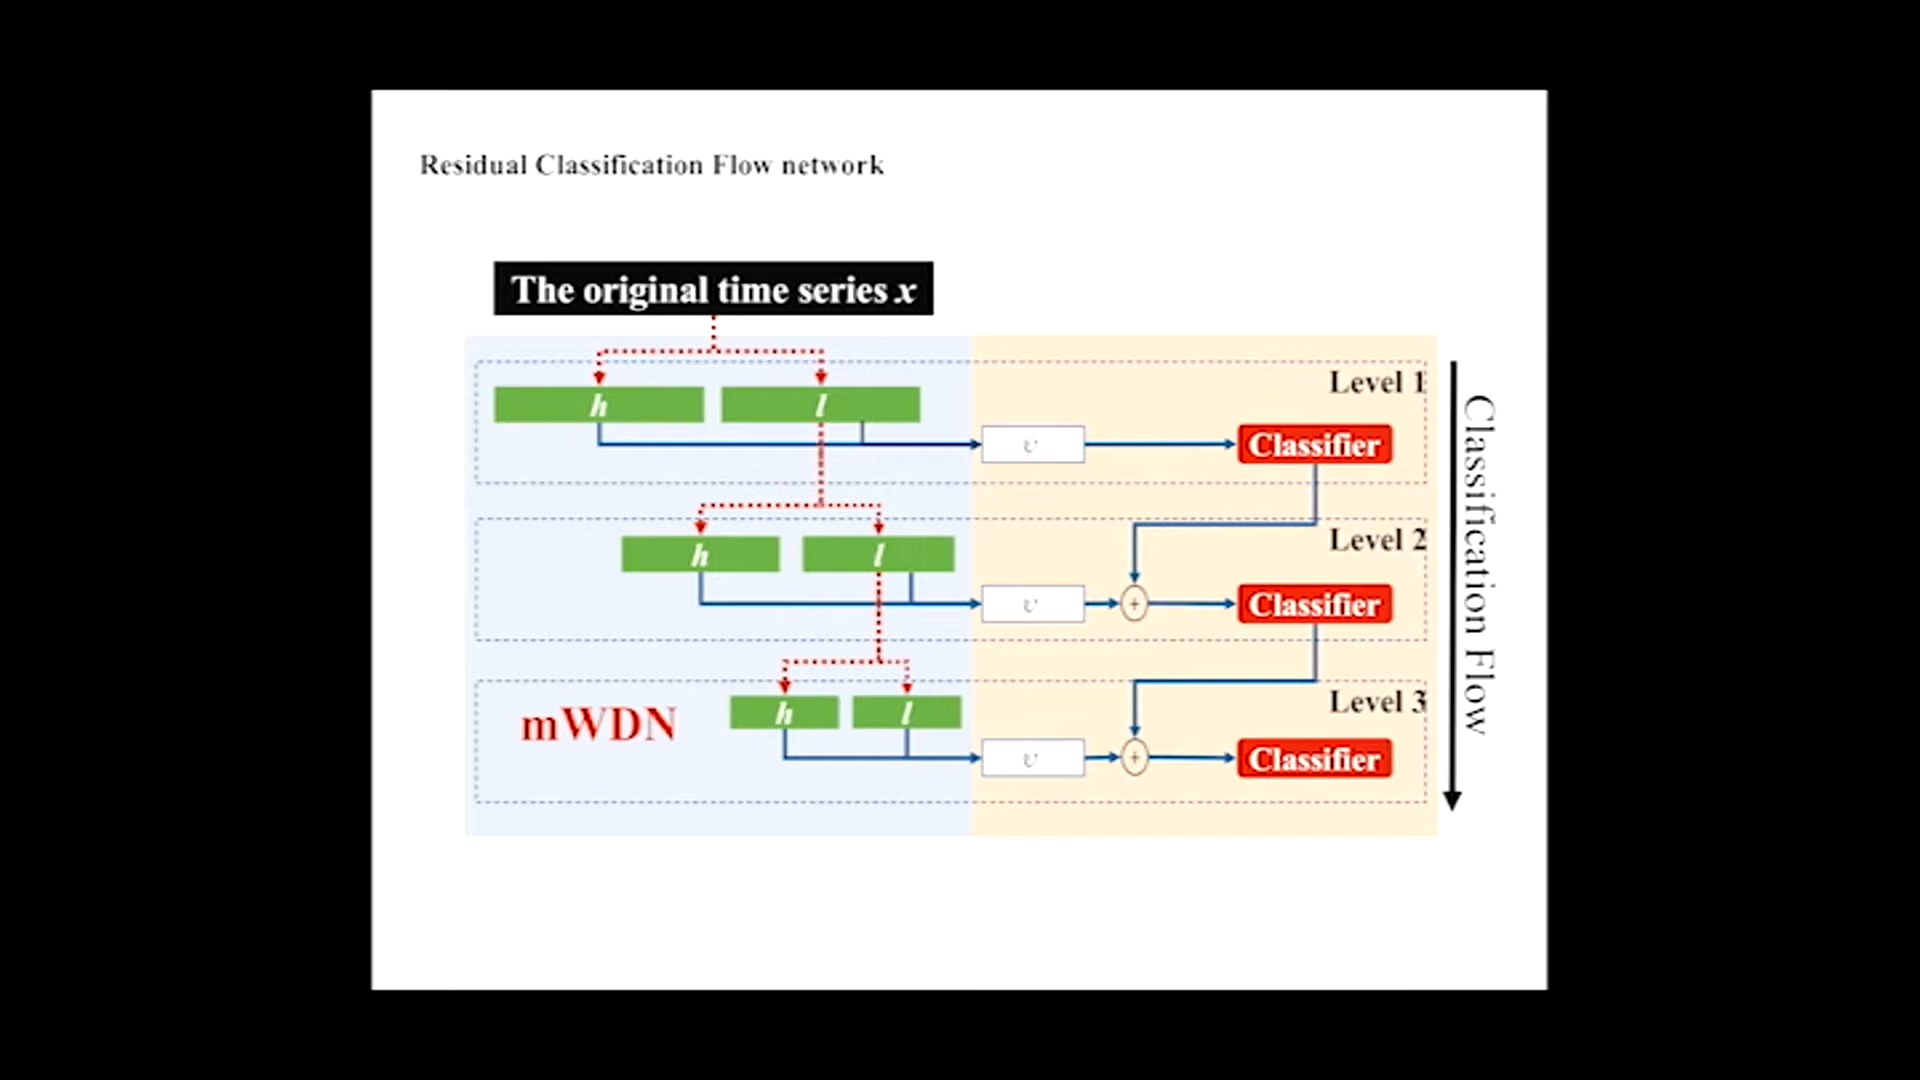 Residual Classification Flow network
The original time series x
Level 1
h
l
υ
Classifier
Level 2
h
l
υ
+
Classifier
Level 3
mWDN
h
l
υ
+
Classifier
Classification Flow